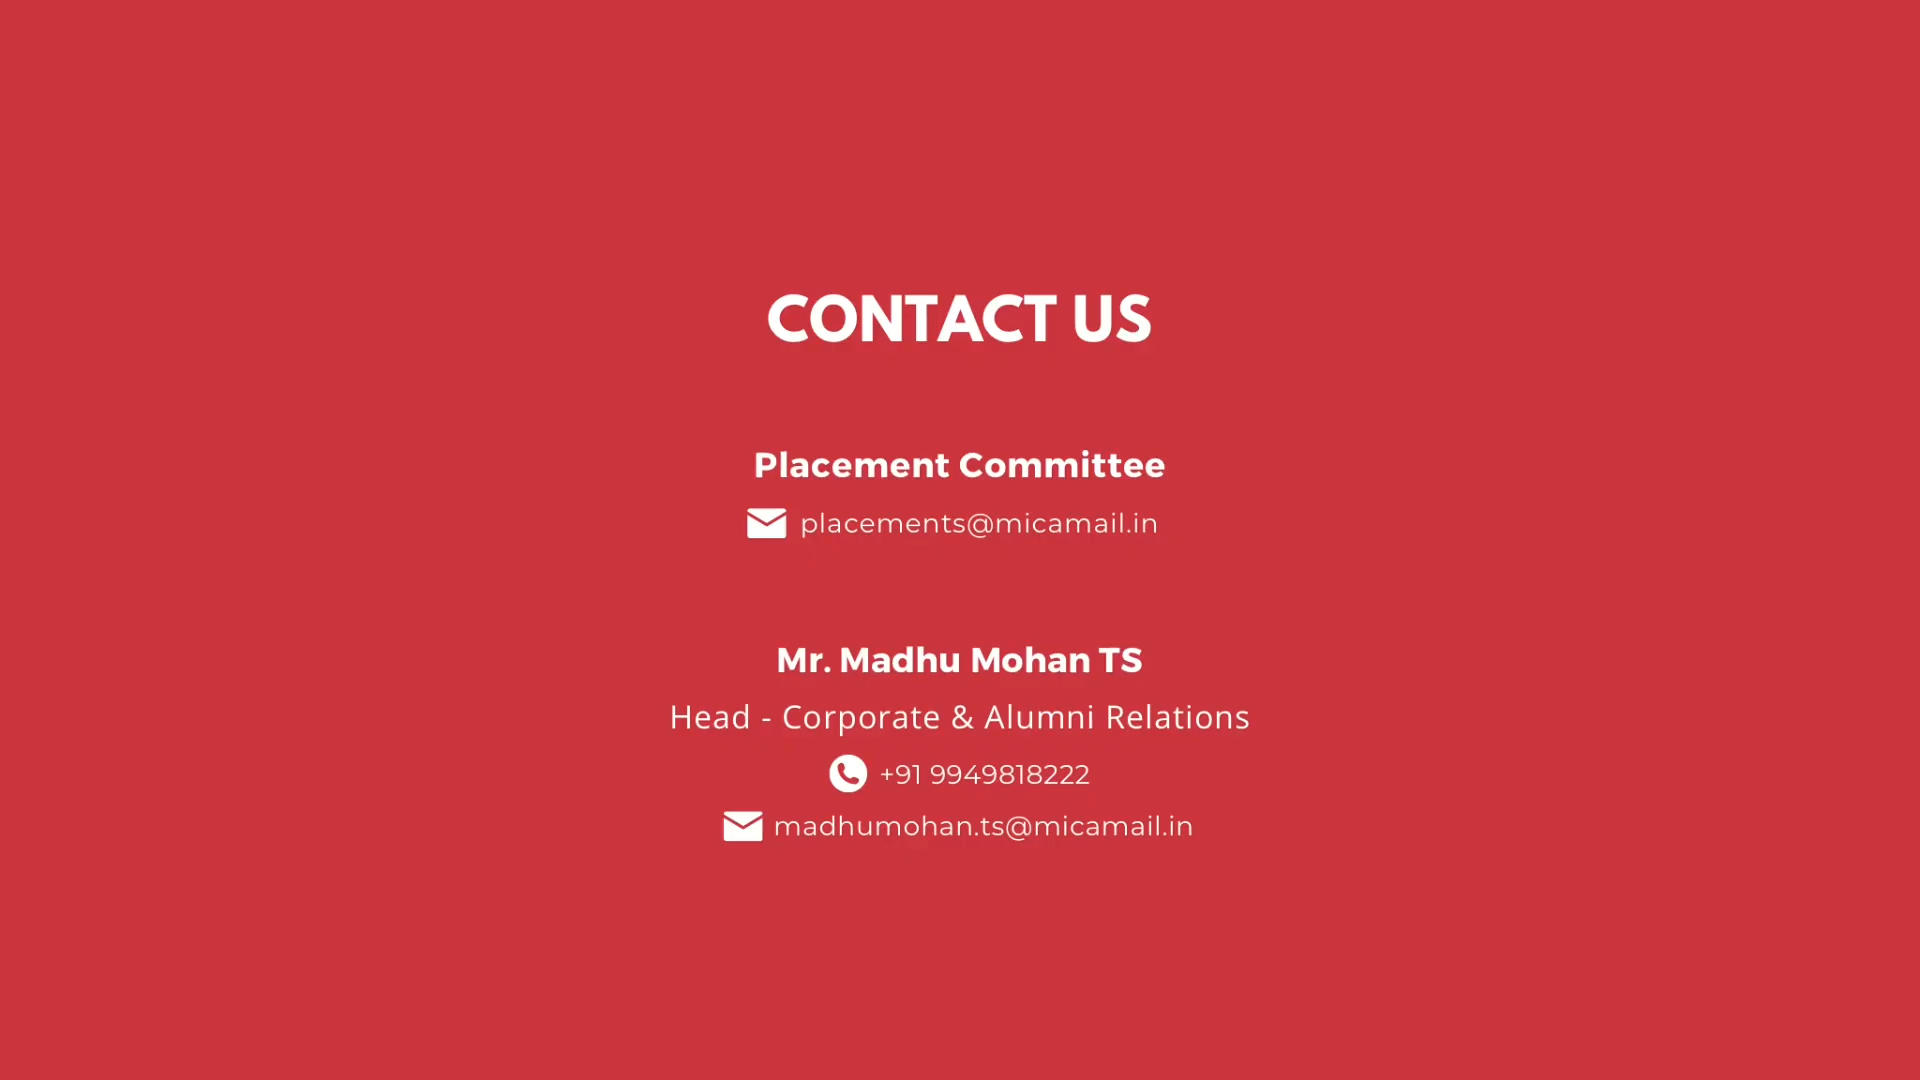 CONTACT US
Placement Committee
placements@micamail.in
Mr. Madhu Mohan TS
Head - Corporate & Alumni Relations
+91 9949818222
madhumohan.ts@micamail.in